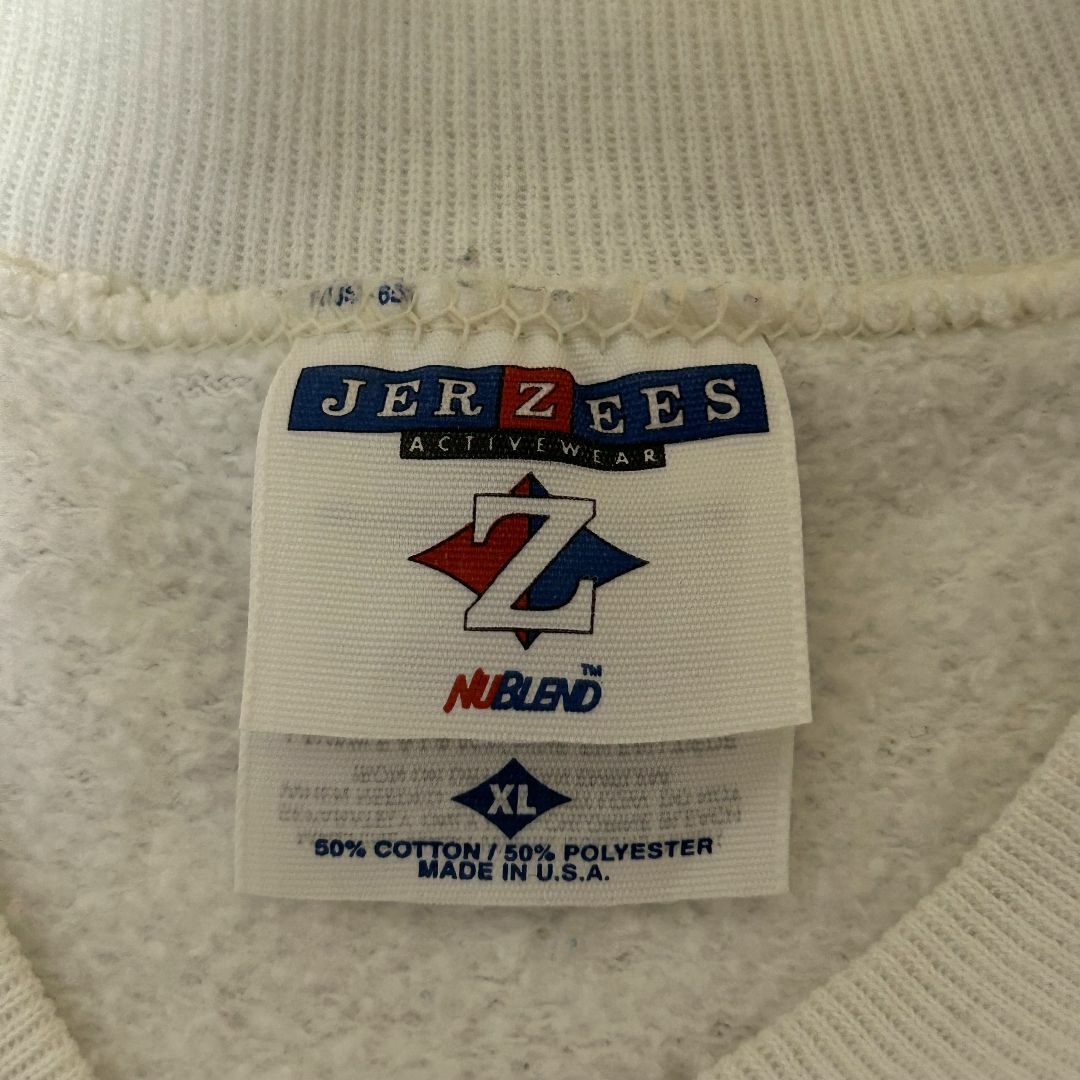 JERZEES
ACTIVEWEAR
Z
NUBLEND™
XL
50% COTTON / 50% POLYESTER
MADE IN U.S.A.